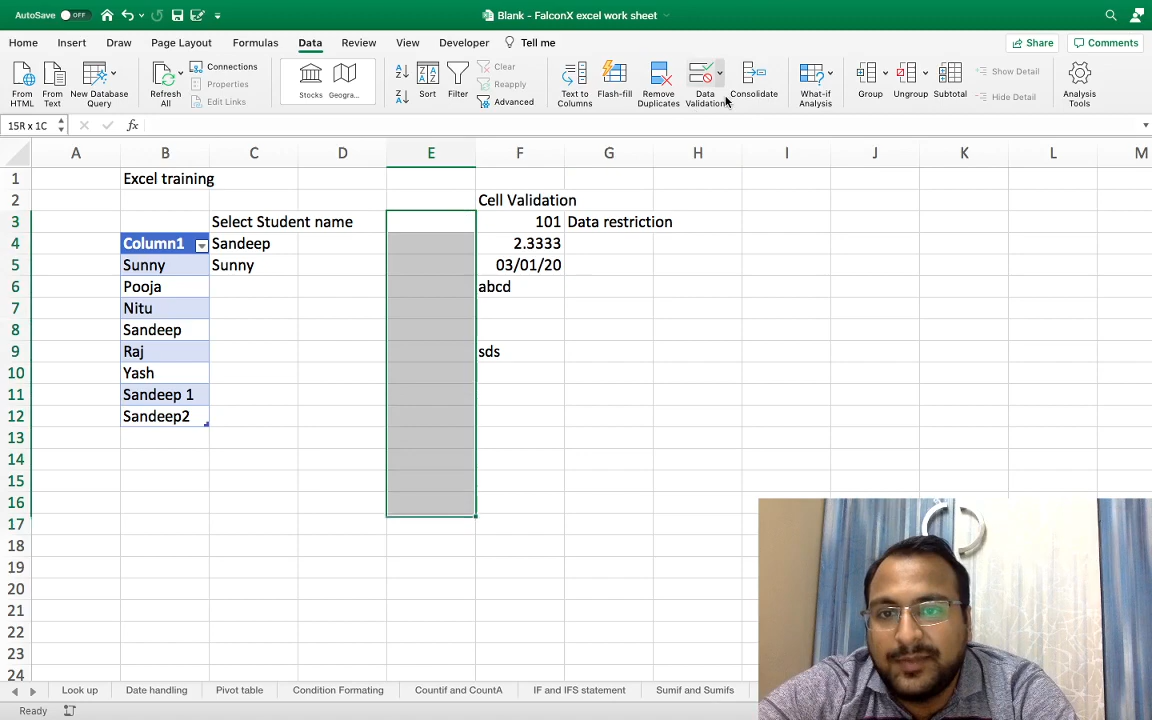 AutoSave OFF
Blank - FalconX excel work sheet
Home Insert Draw Page Layout Formulas Data Review View Developer Tell me Share Comments
From HTML
From Text
New Database Query
Refresh All
Connections
Properties
Edit Links
Stocks
Geogra...
Sort
Filter
Clear
Reapply
Advanced
Text to Columns
Flash-fill
Remove Duplicates
Data Validation
Consolidate
What-if Analysis
Group
Ungroup
Subtotal
Show Detail
Hide Detail
Analysis Tools
15R x 1C fx
A B C D E F G H I J K L M
1 Excel training
2 Cell Validation
3 Select Student name 101 Data restriction
4 Column1 Sandeep 2.3333
5 Sunny Sunny 03/01/20
6 Pooja abcd
7 Nitu
8 Sandeep
9 Raj sds
10 Yash
11 Sandeep 1
12 Sandeep2
13
14
15
16
17
18
19
20
21
22
23
24
Look up Date handling Pivot table Condition Formating Countif and CountA IF and IFS statement Sumif and Sumifs
Ready